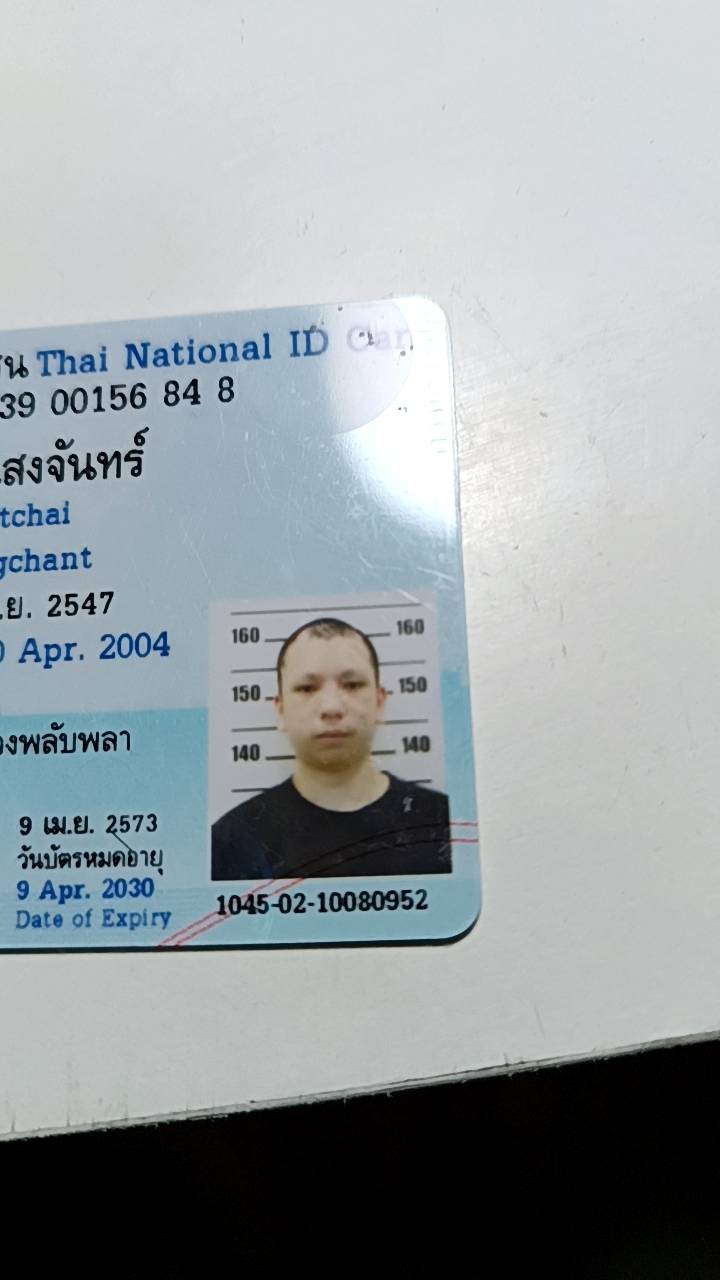 Thai National ID Car
39 00156 84 8
สงจันทร์
tchai
gchant
.ย. 2547
0 Apr. 2004
160 160
150 150
140 140
องพลับพลา
9 เม.ย. 2573
วันบัตรหมดอายุ
9 Apr. 2030
Date of Expiry
1045-02-10080952